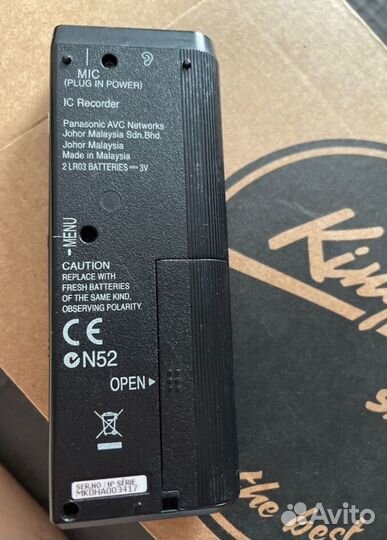 MIC
(PLUG IN POWER)
IC Recorder
Panasonic AVC Networks
Johor Malaysia Sdn.Bhd.
Johor Malaysia
Made in Malaysia
2 LR03 BATTERIES 3V
MENU
CAUTION
REPLACE WITH
FRESH BATTERIES
OF THE SAME KIND,
OBSERVING POLARITY.
CE
N52
OPEN
SER.NO / Nº SÉRIE
MK0HA003417
the best
Avito